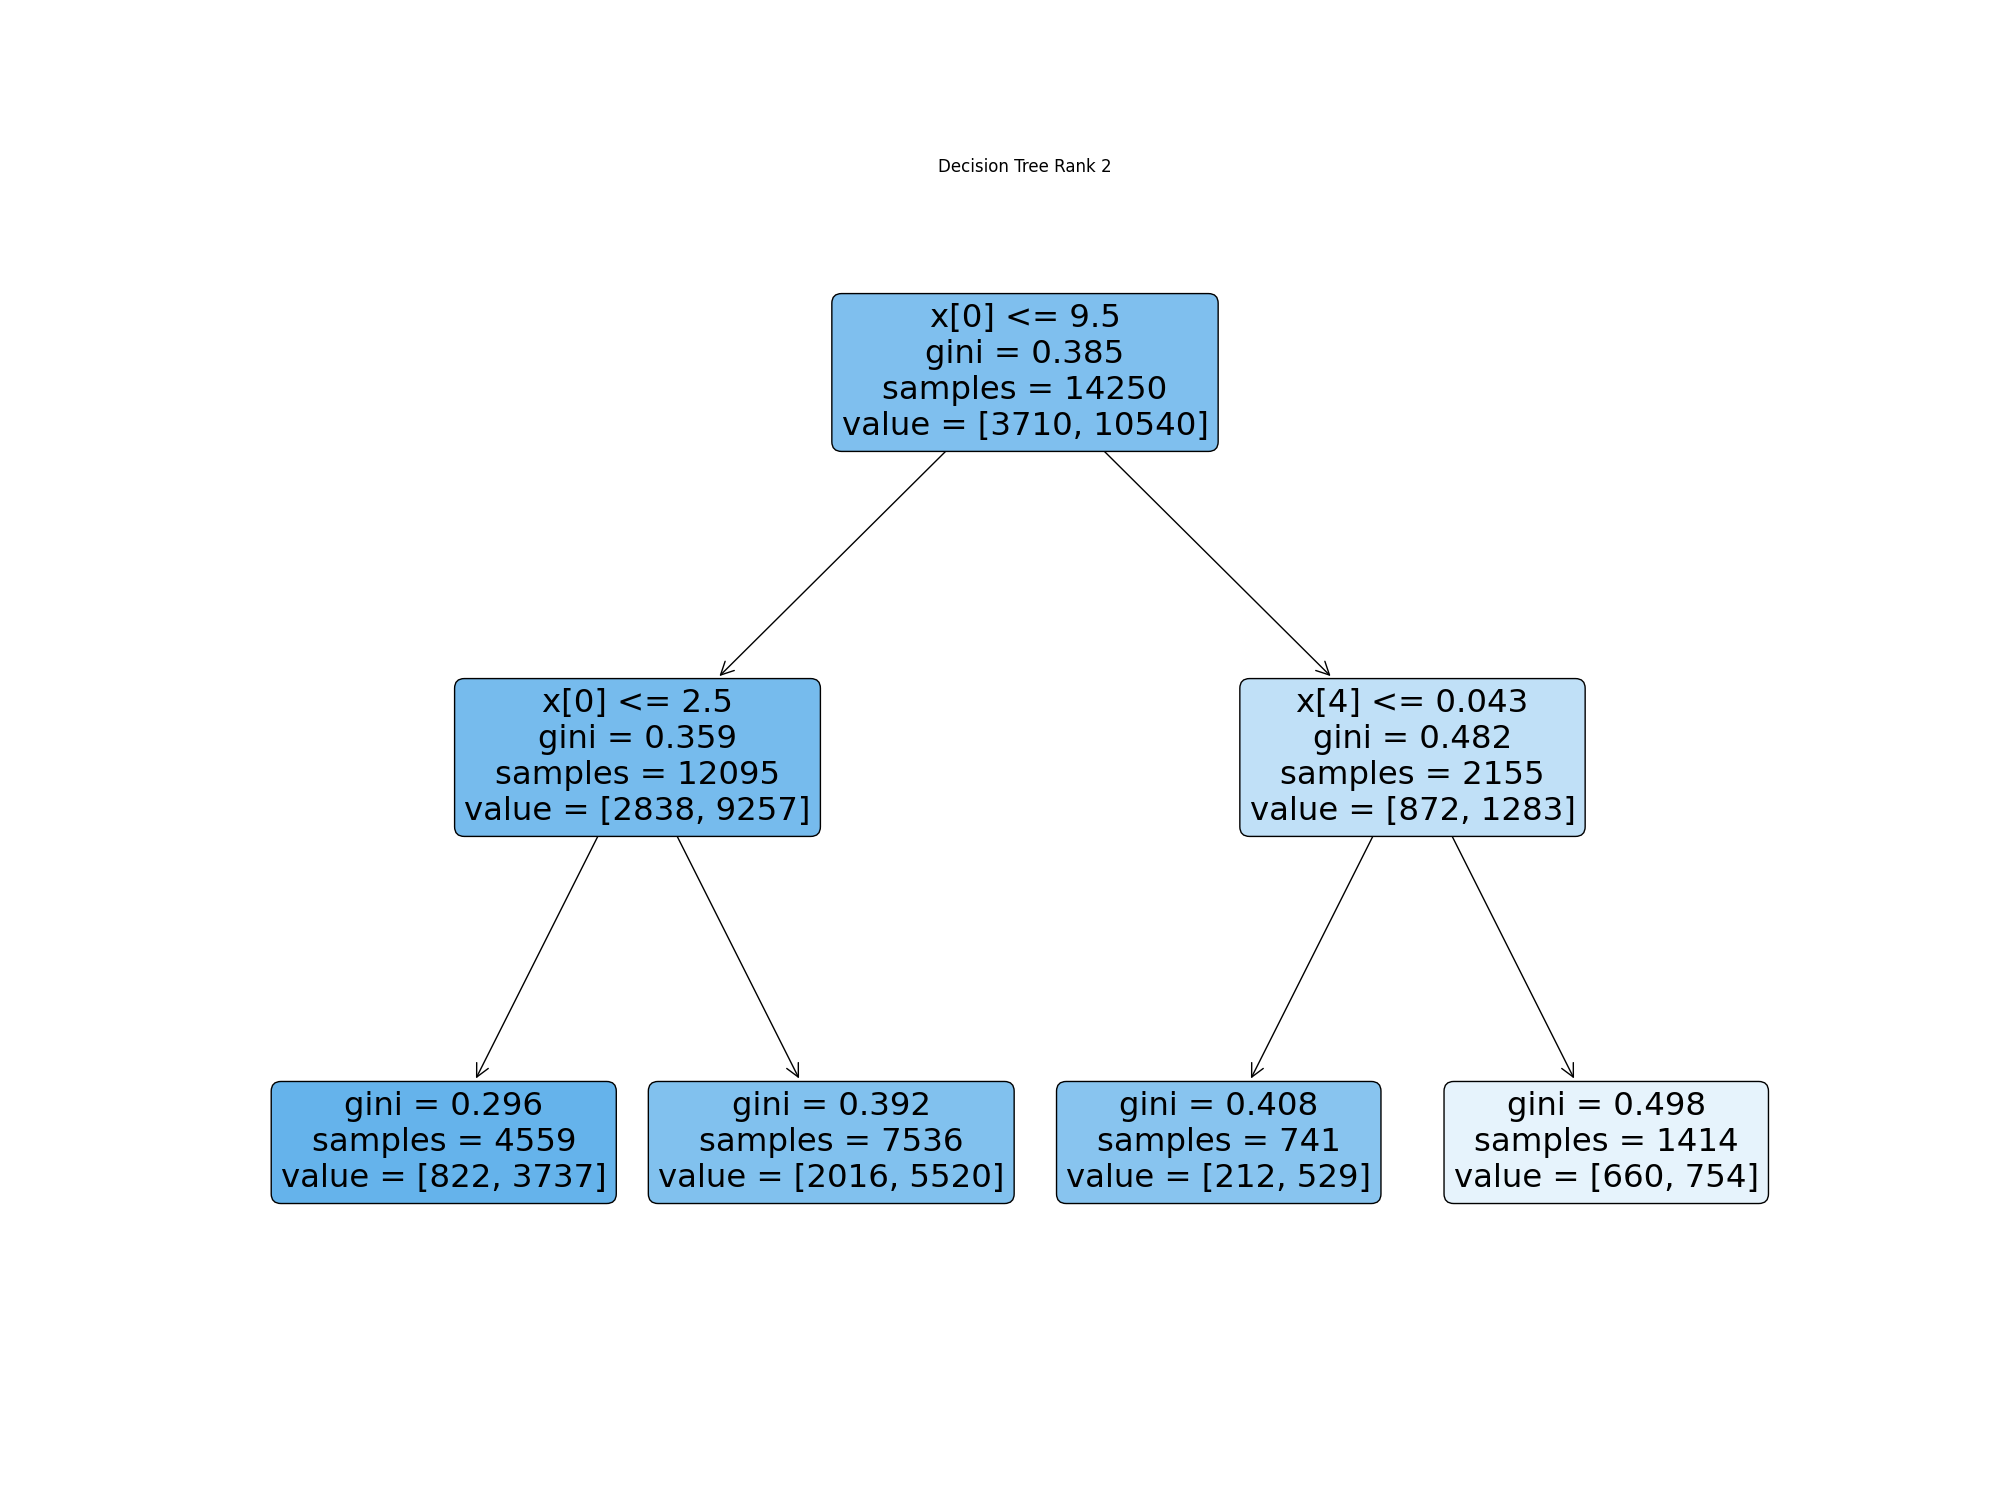 Decision Tree Rank 2
x[0] <= 9.5
gini = 0.385
samples = 14250
value = [3710, 10540]
x[0] <= 2.5
gini = 0.359
samples = 12095
value = [2838, 9257]
x[4] <= 0.043
gini = 0.482
samples = 2155
value = [872, 1283]
gini = 0.296
samples = 4559
value = [822, 3737]
gini = 0.392
samples = 7536
value = [2016, 5520]
gini = 0.408
samples = 741
value = [212, 529]
gini = 0.498
samples = 1414
value = [660, 754]